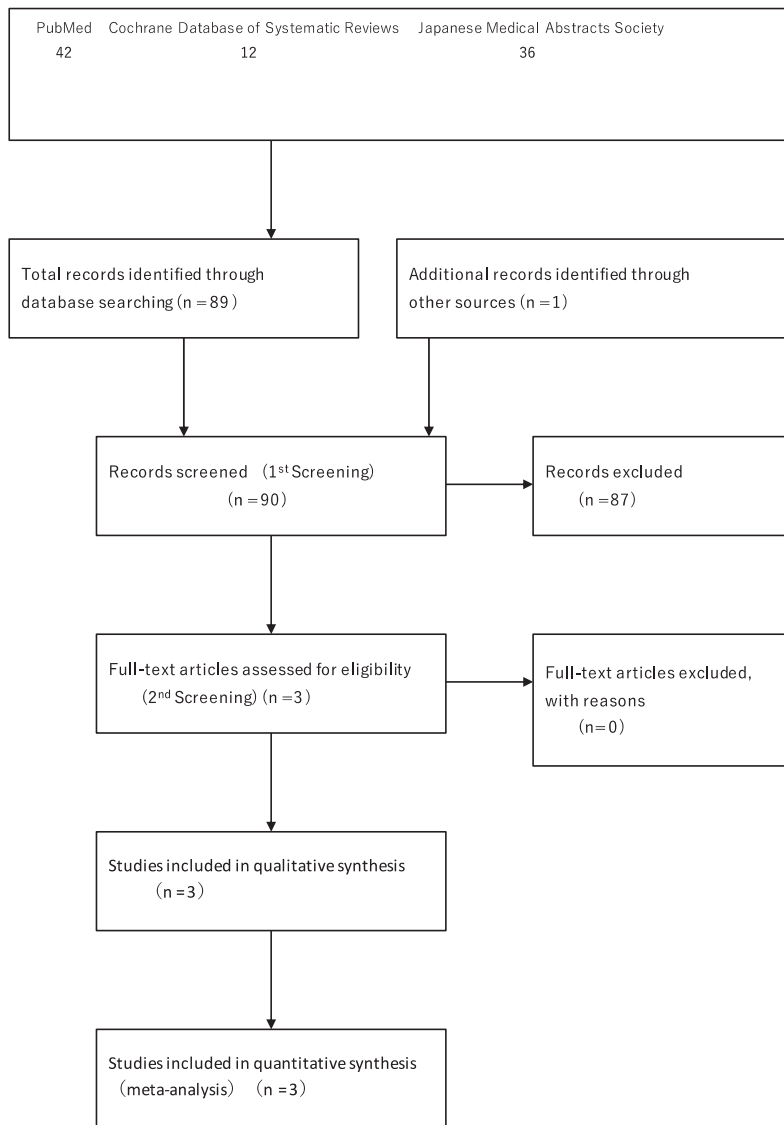 PubMed Cochrane Database of Systematic Reviews Japanese Medical Abstracts Society
42 12 36
Total records identified through
database searching (n = 89)
Additional records identified through
other sources (n = 1)
Records screened (1st Screening)
(n = 90)
Records excluded
(n = 87)
Full-text articles assessed for eligibility
(2nd Screening) (n = 3)
Full-text articles excluded,
with reasons
(n= 0)
Studies included in qualitative synthesis
(n = 3)
Studies included in quantitative synthesis
(meta-analysis) (n = 3)